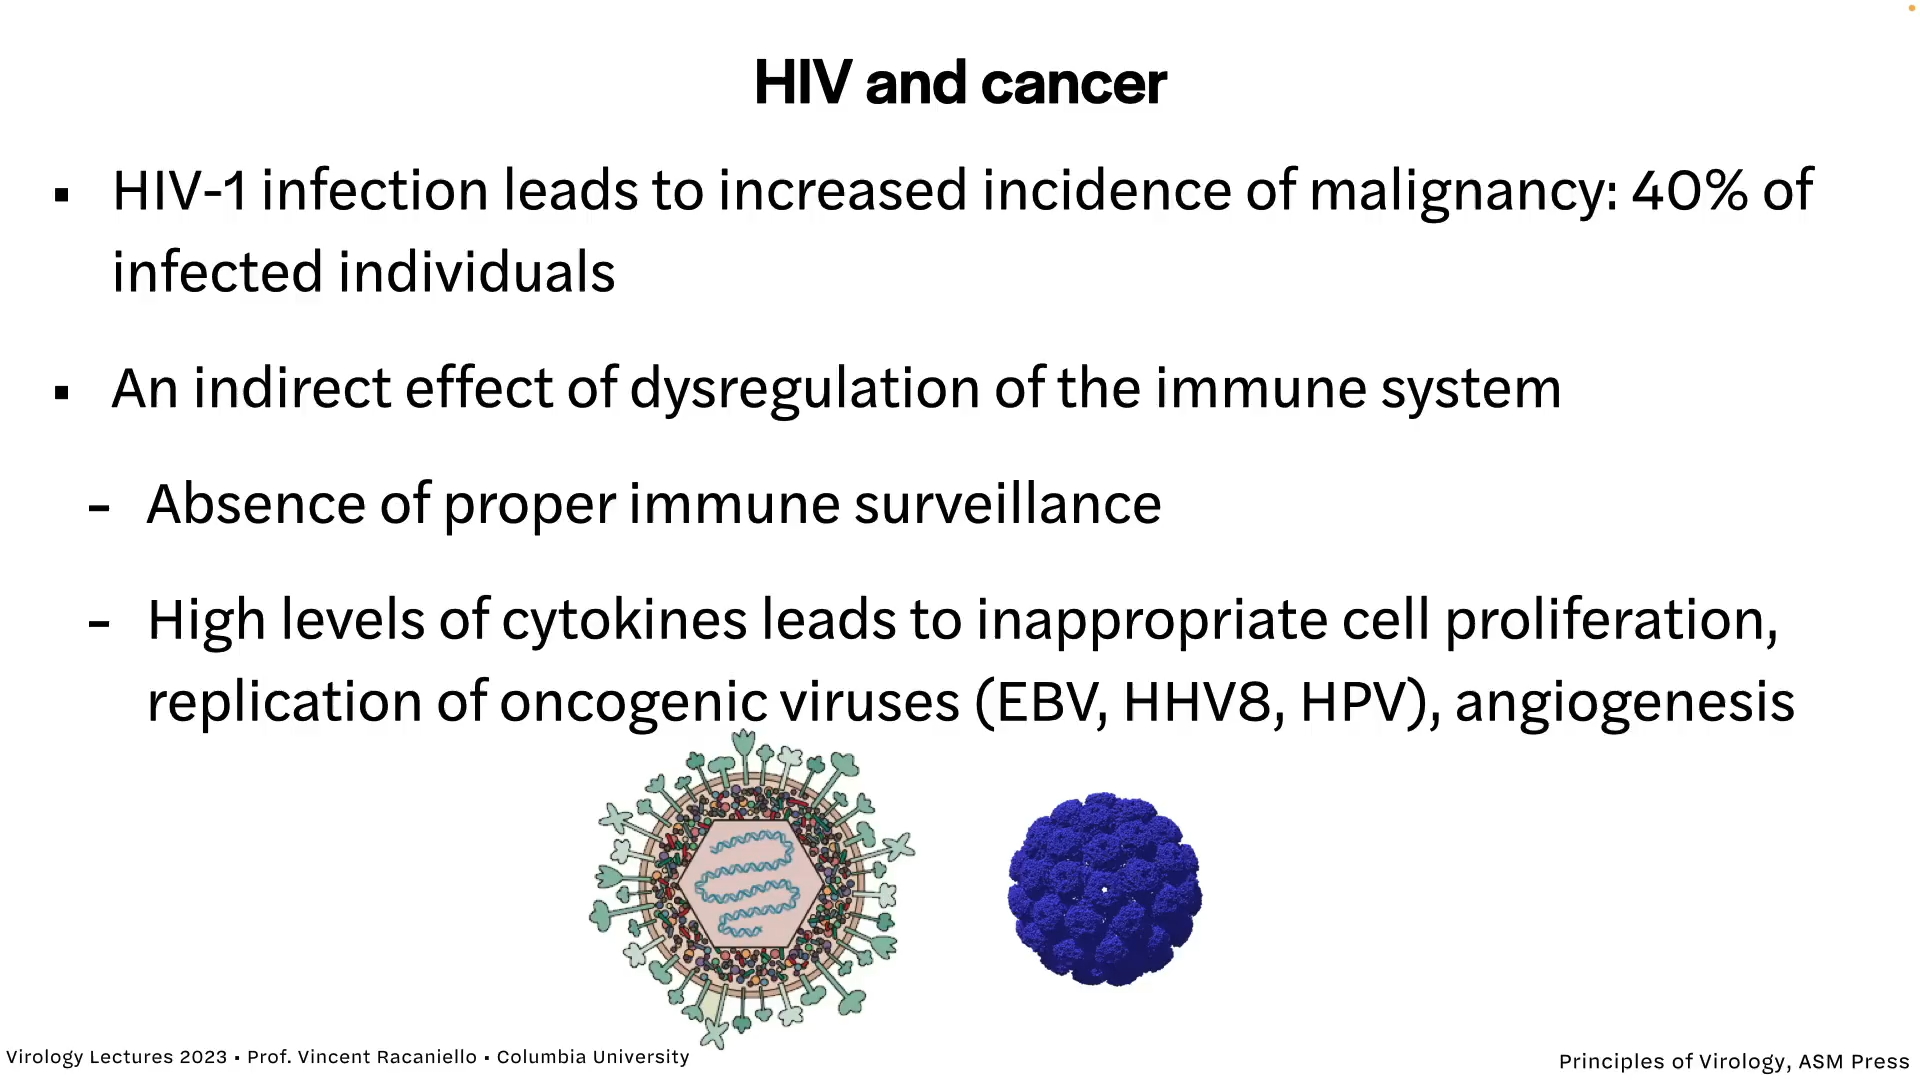 HIV and cancer
▪ HIV-1 infection leads to increased incidence of malignancy: 40% of
infected individuals
▪ An indirect effect of dysregulation of the immune system
- Absence of proper immune surveillance
- High levels of cytokines leads to inappropriate cell proliferation,
replication of oncogenic viruses (EBV, HHV8, HPV), angiogenesis
Virology Lectures 2023 • Prof. Vincent Racaniello • Columbia University
Principles of Virology, ASM Press